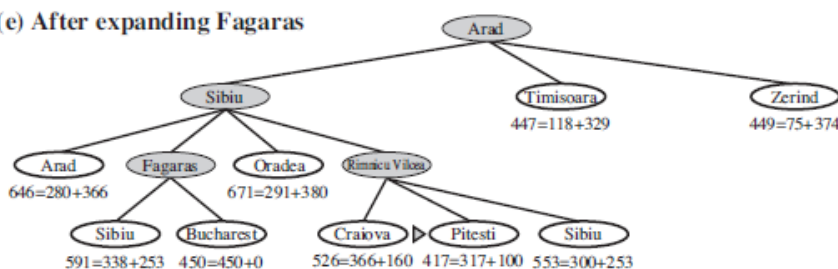 (e) After expanding Fagaras
Arad
Sibiu
Timisoara
Zerind
447=118+329
449=75+374
Arad
Fagaras
Oradea
Rimnicu Vilcea
646=280+366
671=291+380
Sibiu
Bucharest
Craiova
Pitesti
Sibiu
591=338+253
450=450+0
526=366+160
417=317+100
553=300+253